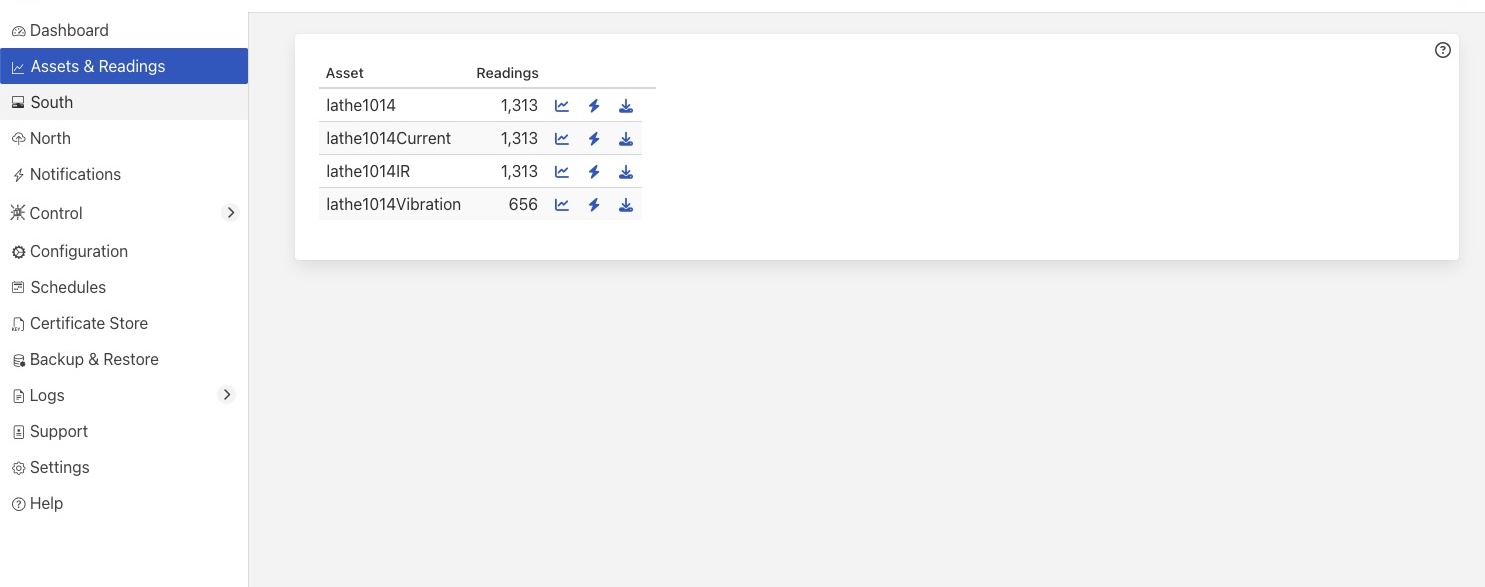 Dashboard
Assets & Readings
South
North
Notifications
Control
Configuration
Schedules
Certificate Store
Backup & Restore
Logs
Support
Settings
Help
Asset Readings
lathe1014 1,313
lathe1014Current 1,313
lathe1014IR 1,313
lathe1014Vibration 656